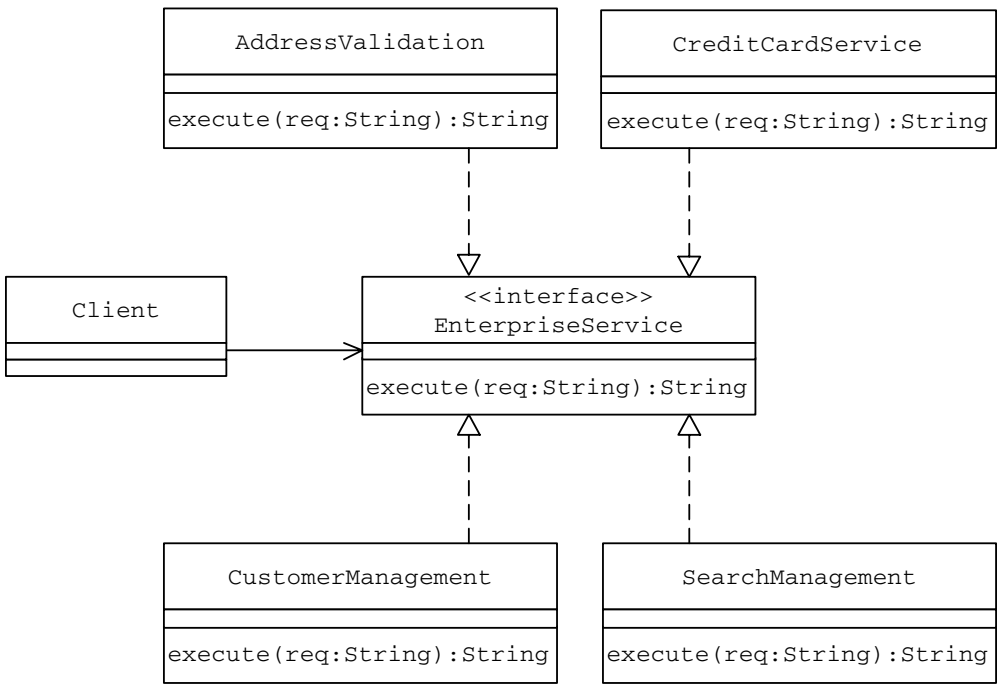 AddressValidation
execute(req:String):String
CreditCardService
execute(req:String):String
Client
<<interface>>
EnterpriseService
execute(req:String):String
CustomerManagement
execute(req:String):String
SearchManagement
execute(req:String):String